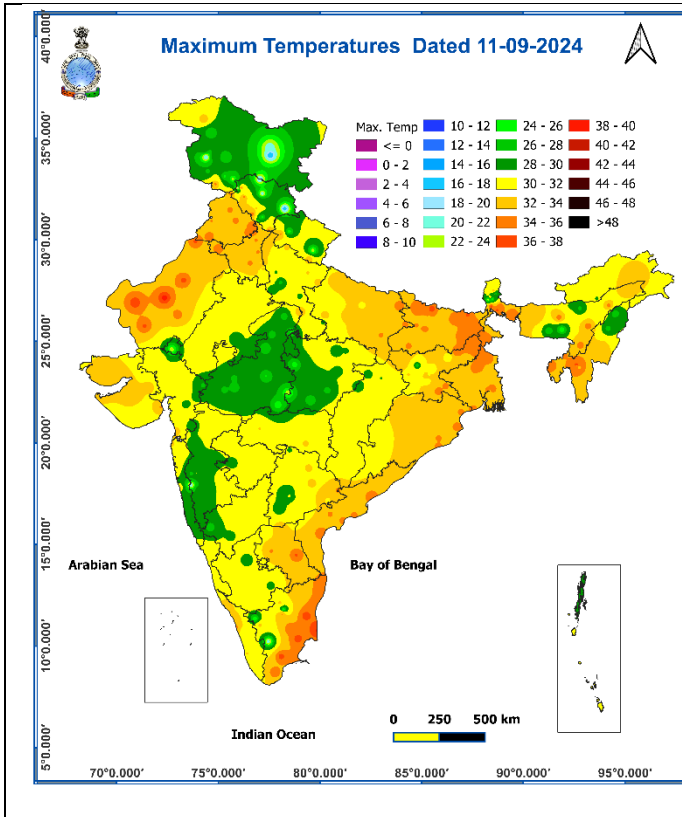 Maximum Temperatures Dated 11-09-2024
Max. Temp
<= 0
0 - 2
2 - 4
4 - 6
6 - 8
8 - 10
10 - 12
12 - 14
14 - 16
16 - 18
18 - 20
20 - 22
22 - 24
24 - 26
26 - 28
28 - 30
30 - 32
32 - 34
34 - 36
36 - 38
38 - 40
40 - 42
42 - 44
44 - 46
46 - 48
>48
40°0.000'
35°0.000'
30°0.000'
25°0.000'
20°0.000'
15°0.000'
10°0.000'
5°0.000'
Arabian Sea
Bay of Bengal
Indian Ocean
0 250 500 km
70°0.000' 75°0.000' 80°0.000' 85°0.000' 90°0.000' 95°0.000'